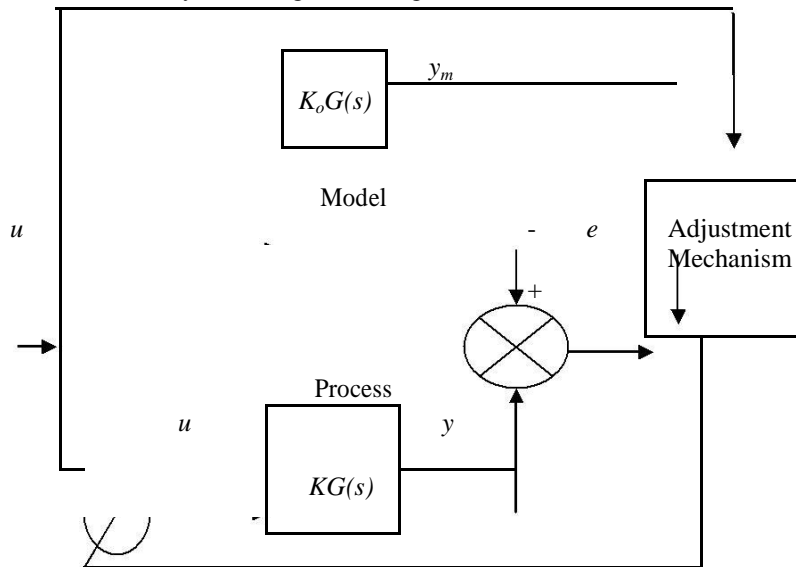 yₘ
KₒG(s)
Model
u
- e
Adjustment
Mechanism
+
Process
u
y
KG(s)